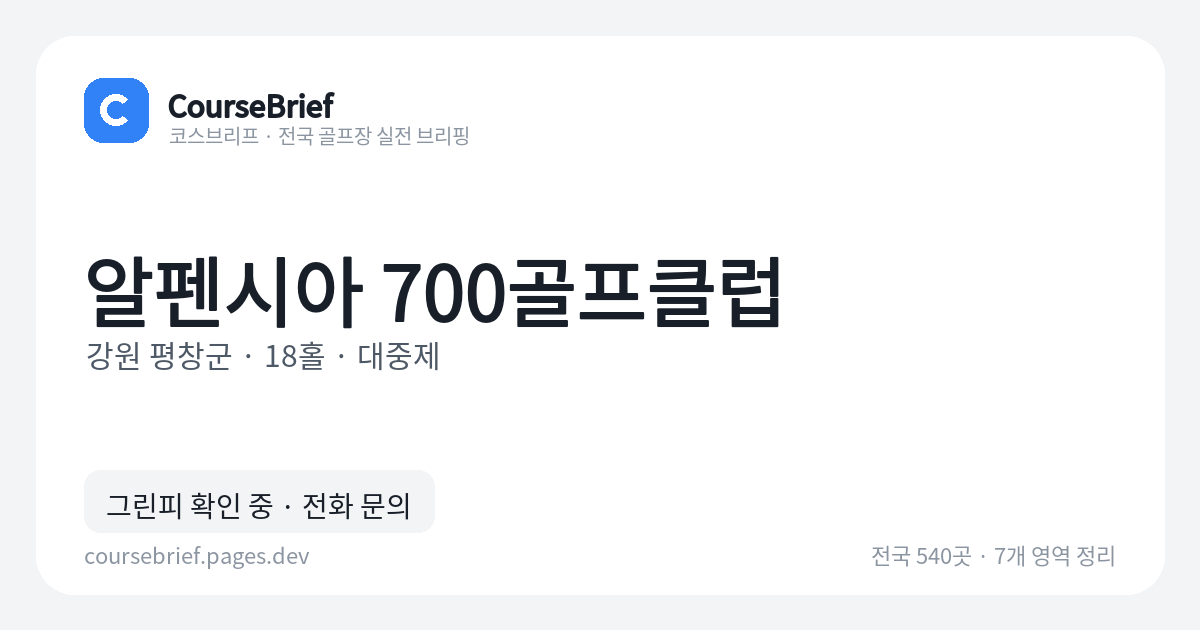 C
CourseBrief
코스브리프 · 전국 골프장 실전 브리핑
알펜시아 700골프클럽
강원 평창군 · 18홀 · 대중제
그린피 확인 중 · 전화 문의
coursebrief.pages.dev
전국 540곳 · 7개 영역 정리